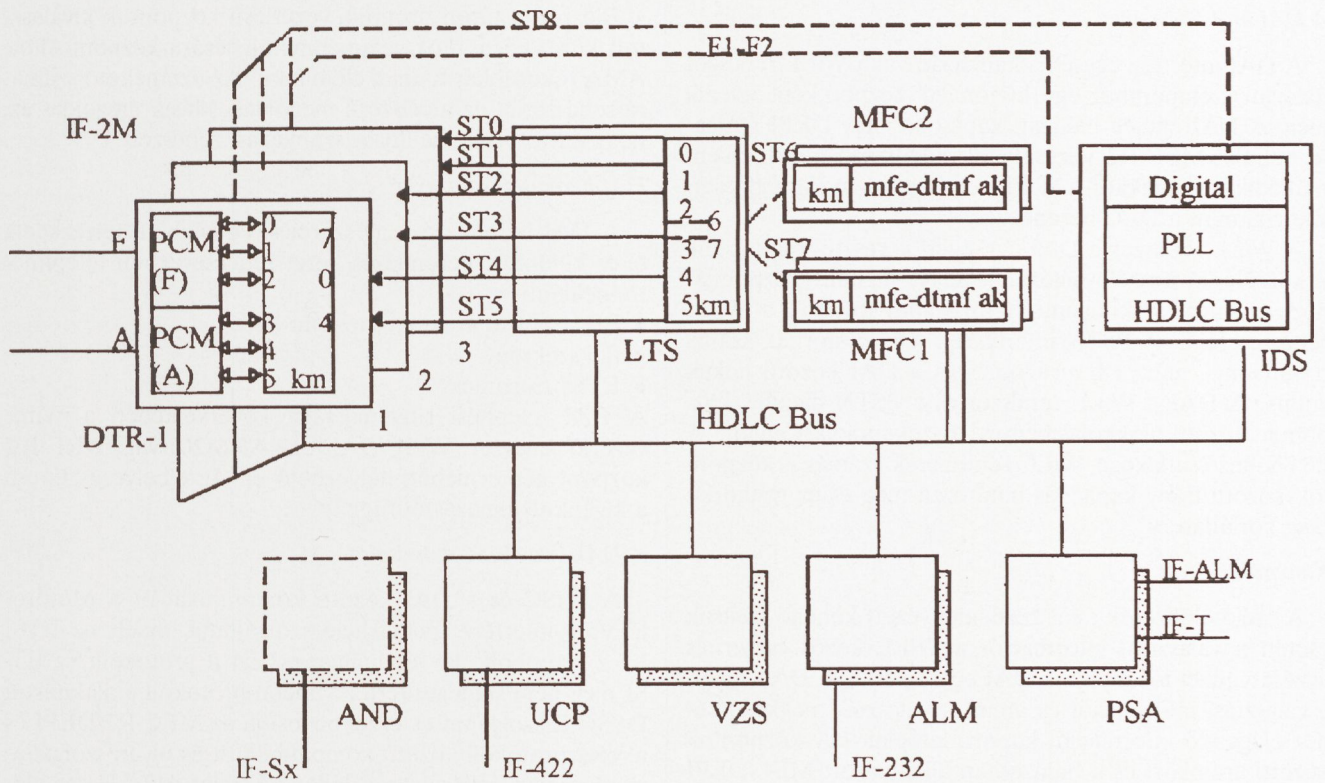 ST8
F1-F2
IF-2M
ST0
ST1
ST2
ST3
ST4
ST5
0
1
2
3
4
5km
6
7
LTS
ST6
ST7
MFC2
km mfe-dtmf ak
km mfe-dtmf ak
MFC1
Digital
PLL
HDLC Bus
IDS
F
A
PCM
(F)
PCM
(A)
0
1
2
3
4
5
7
0
4
km
3
2
1
DTR-1
HDLC Bus
AND
UCP
VZS
ALM
PSA
IF-ALM
IF-T
IF-Sx
IF-422
IF-232